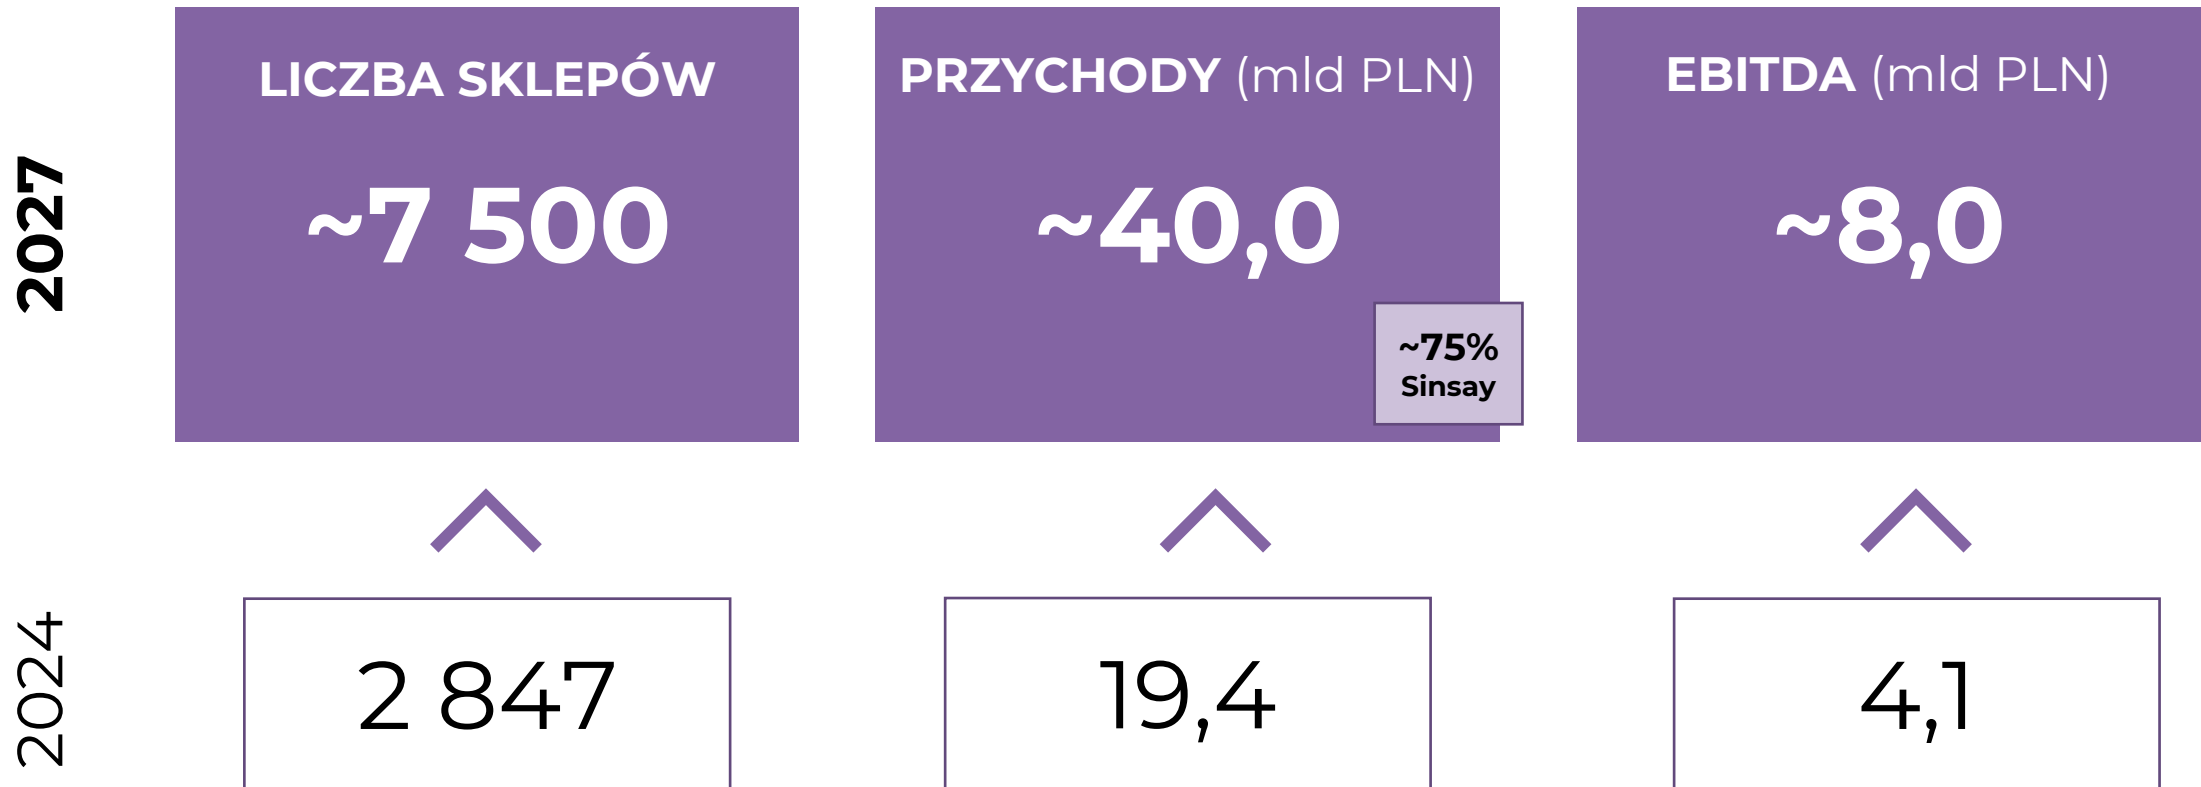 2027
LICZBA SKLEPÓW
~7 500
PRZYCHODY (mld PLN)
~40,0
~75%
Sinsay
EBITDA (mld PLN)
~8,0
2024
2 847
19,4
4,1